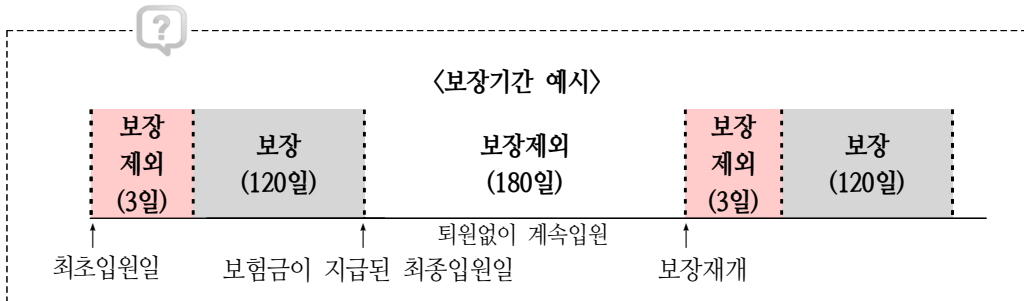 ?
<보장기간 예시>
보장
제외
(3일)
보장
(120일)
보장제외
(180일)
보장
제외
(3일)
보장
(120일)
퇴원없이 계속입원
최초입원일
보험금이 지급된 최종입원일
보장재개